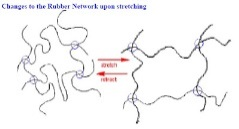 Changes to the Rubber Network upon stretching
stretch
retract